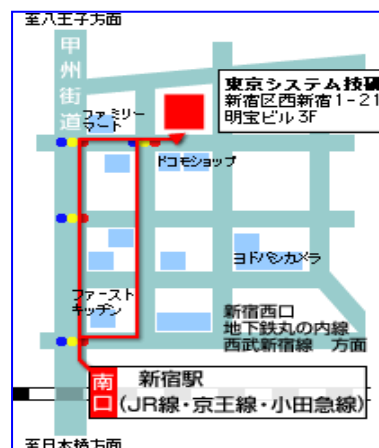 至八王子方面
甲州街道
ファミリー
マート
東京システム技研
新宿区西新宿1-21
明宝ビル 3F
ドコモショップ
ヨドバシカメラ
ファースト
キッチン
新宿西口
地下鉄丸の内線
西武新宿線 方面
南口
新宿駅
(JR線・京王線・小田急線)
至日本橋方面